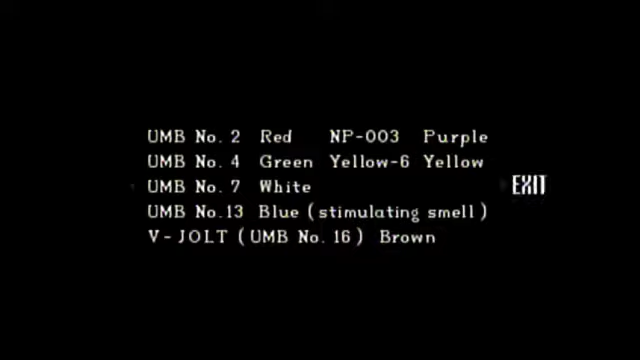 UMB No. 2 Red NP-003 Purple
UMB No. 4 Green Yellow-6 Yellow
UMB No. 7 White
EXIT
UMB No.13 Blue (stimulating smell)
V-JOLT (UMB No. 16) Brown